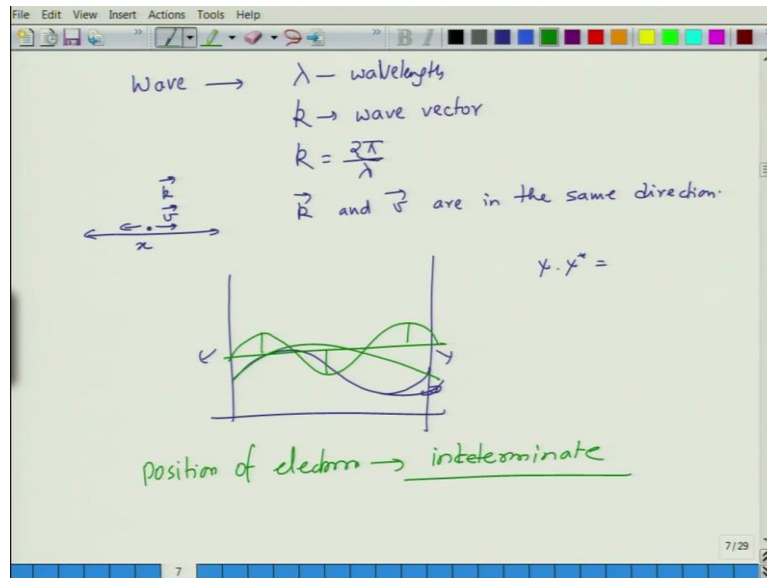 File Edit View Insert Actions Tools Help
B I
Wave → λ – wavelength
k → wave vector
k = 2π/λ
k⃗ and v⃗ are in the same direction.
k⃗
v⃗
x
ψ . ψ* =
position of electron → indeterminate
7/29
7